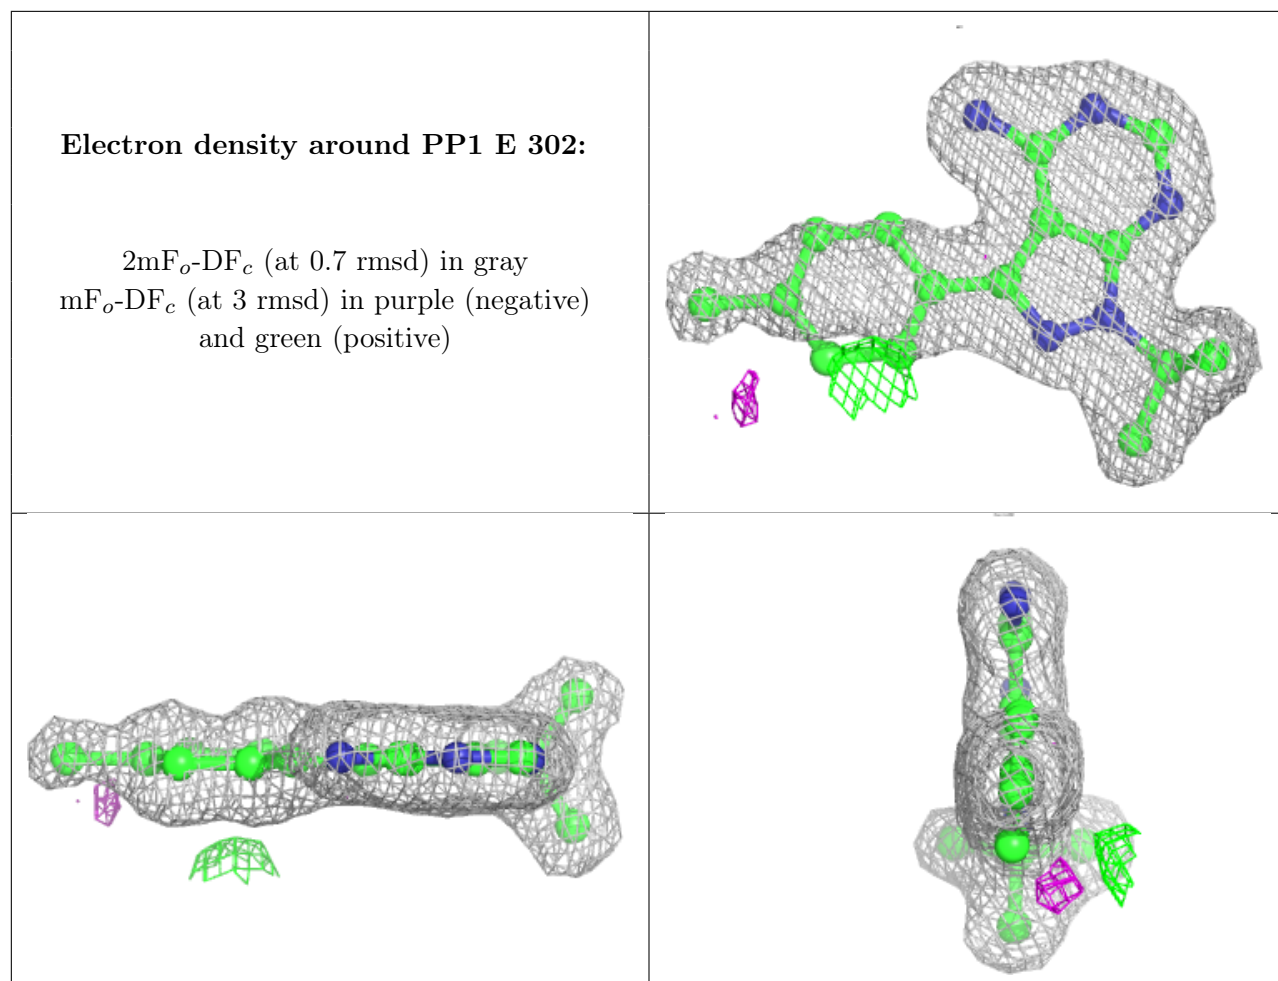 Electron density around PP1 E 302:
2mFo-DFc (at 0.7 rmsd) in gray
mFo-DFc (at 3 rmsd) in purple (negative)
and green (positive)